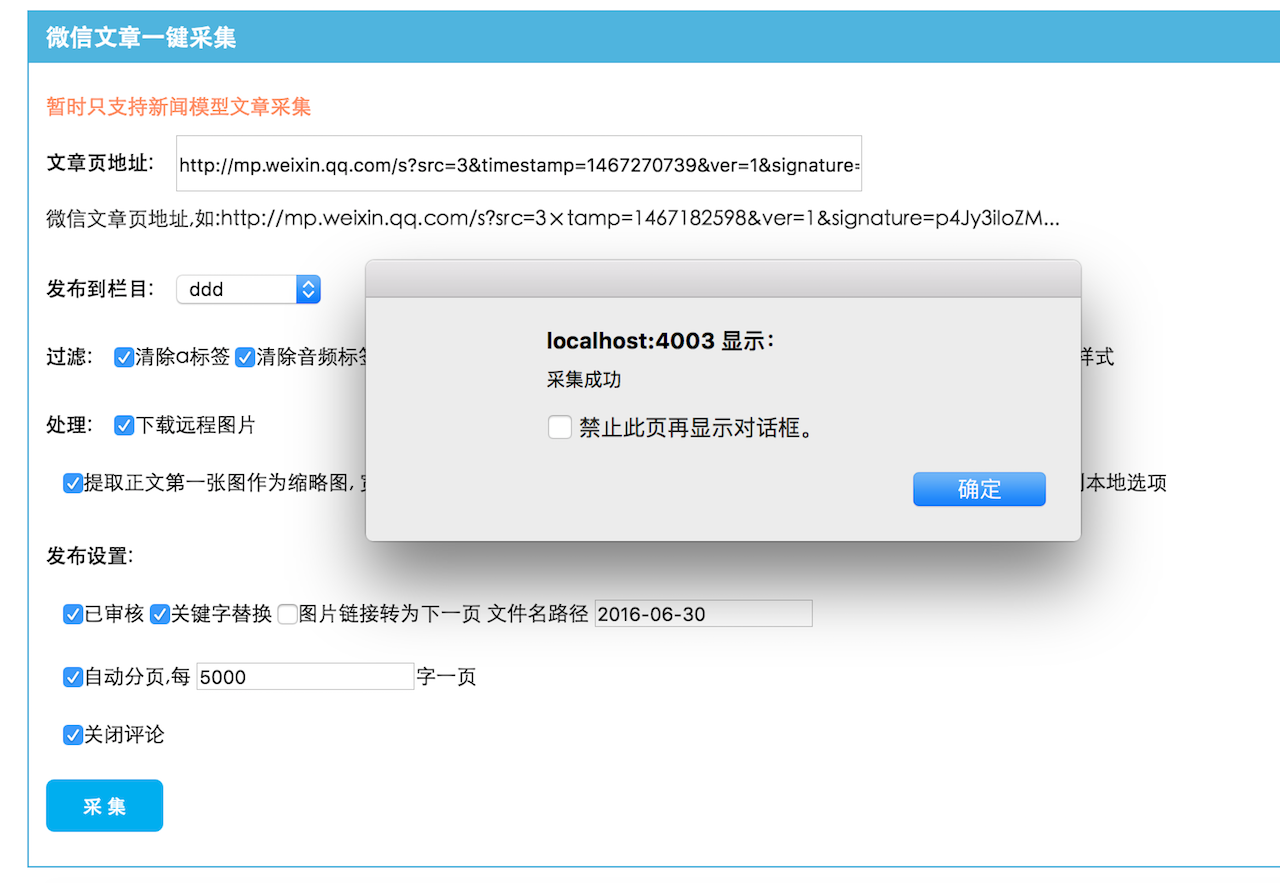 微信文章一键采集
暂时只支持新闻模型文章采集
文章页地址: http://mp.weixin.qq.com/s?src=3&timestamp=1467270739&ver=1&signature=
微信文章页地址,如:http://mp.weixin.qq.com/s?src=3×tamp=1467182598&ver=1&signature=p4Jy3iloZM...
发布到栏目: ddd
localhost:4003 显示：
采集成功
禁止此页再显示对话框。
确定
过滤: 清除a标签 清除音频标 样式
处理: 下载远程图片
提取正文第一张图作为缩略图, 本地选项
发布设置:
已审核 关键字替换 图片链接转为下一页 文件名路径 2016-06-30
自动分页,每 5000 字一页
关闭评论
采 集